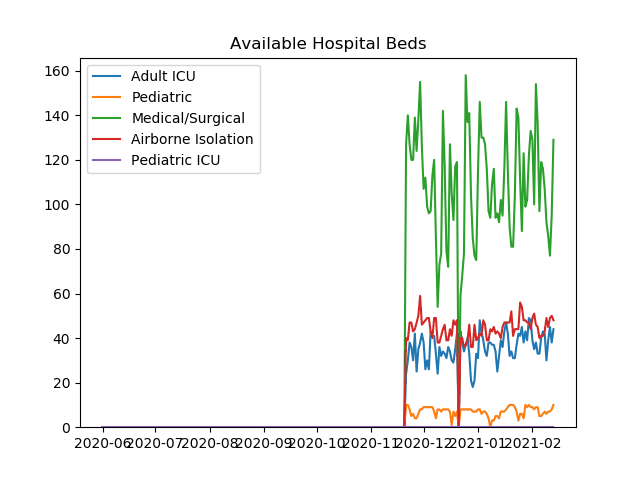 Available Hospital Beds
160
140
120
100
80
60
40
20
0
Adult ICU
Pediatric
Medical/Surgical
Airborne Isolation
Pediatric ICU
2020-06 2020-07 2020-08 2020-09 2020-10 2020-11 2020-12 2021-01 2021-02